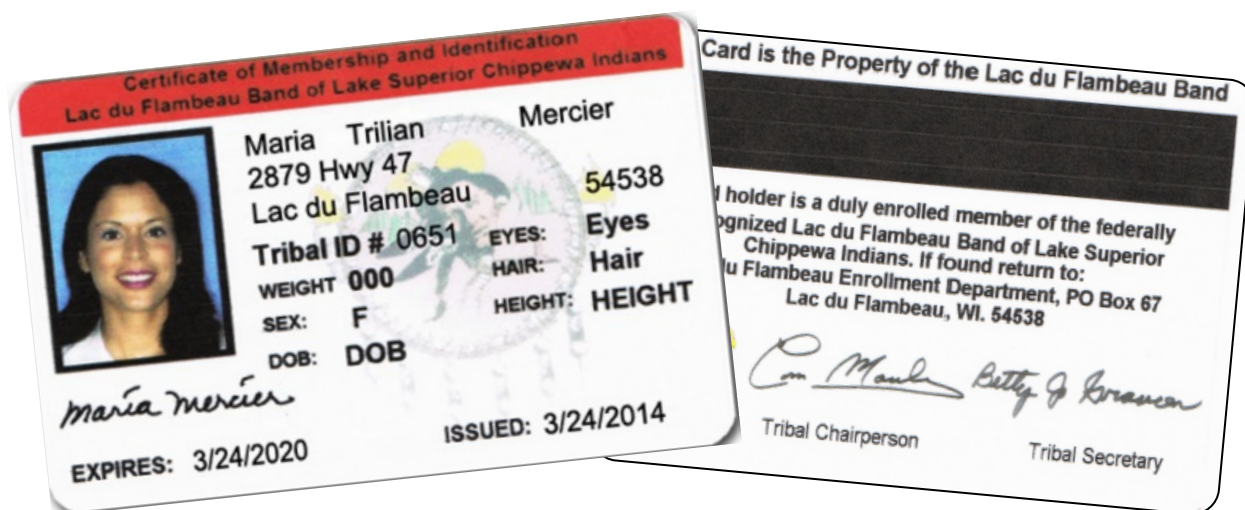 Certificate of Membership and Identification
Lac du Flambeau Band of Lake Superior Chippewa Indians
Maria Trilian Mercier
2879 Hwy 47
Lac du Flambeau 54538
Tribal ID # 0651 EYES: Eyes
WEIGHT 000 HAIR: Hair
SEX: F HEIGHT: HEIGHT
DOB: DOB
Maria Mercier
EXPIRES: 3/24/2020 ISSUED: 3/24/2014
Card is the Property of the Lac du Flambeau Band
holder is a duly enrolled member of the federally
ognized Lac du Flambeau Band of Lake Superior
Chippewa Indians. If found return to:
u Flambeau Enrollment Department, PO Box 67
Lac du Flambeau, WI. 54538
Betty Jo
Tribal Chairperson Tribal Secretary